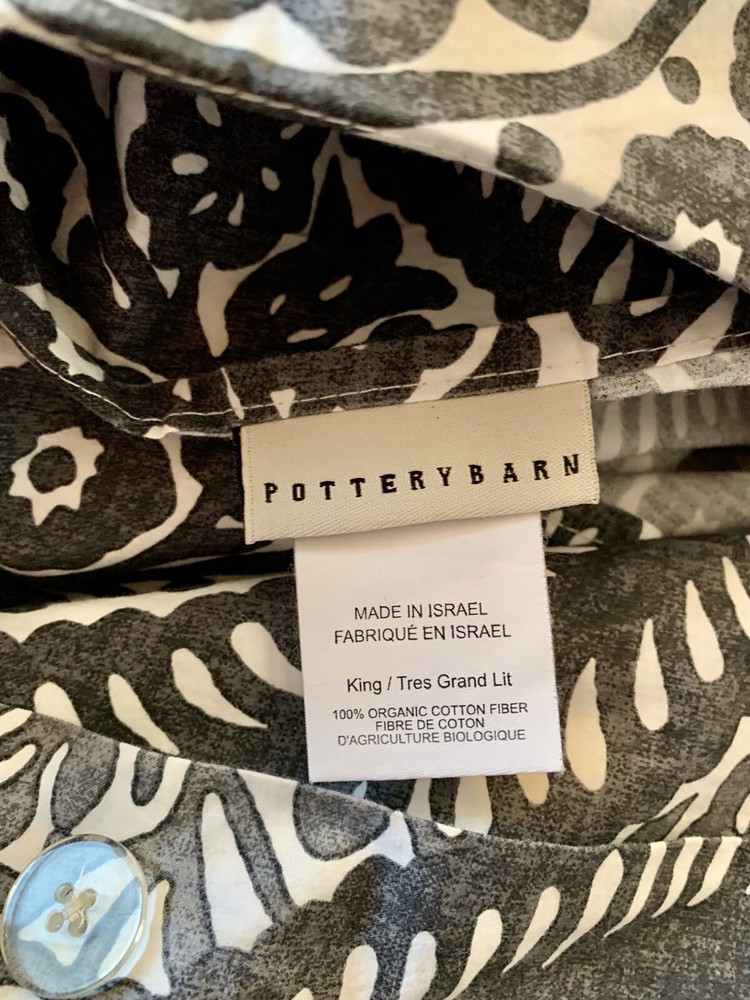 POTTERYBARN
MADE IN ISRAEL
FABRIQUÉ EN ISRAEL
King / Tres Grand Lit
100% ORGANIC COTTON FIBER
FIBRE DE COTON
D'AGRICULTURE BIOLOGIQUE